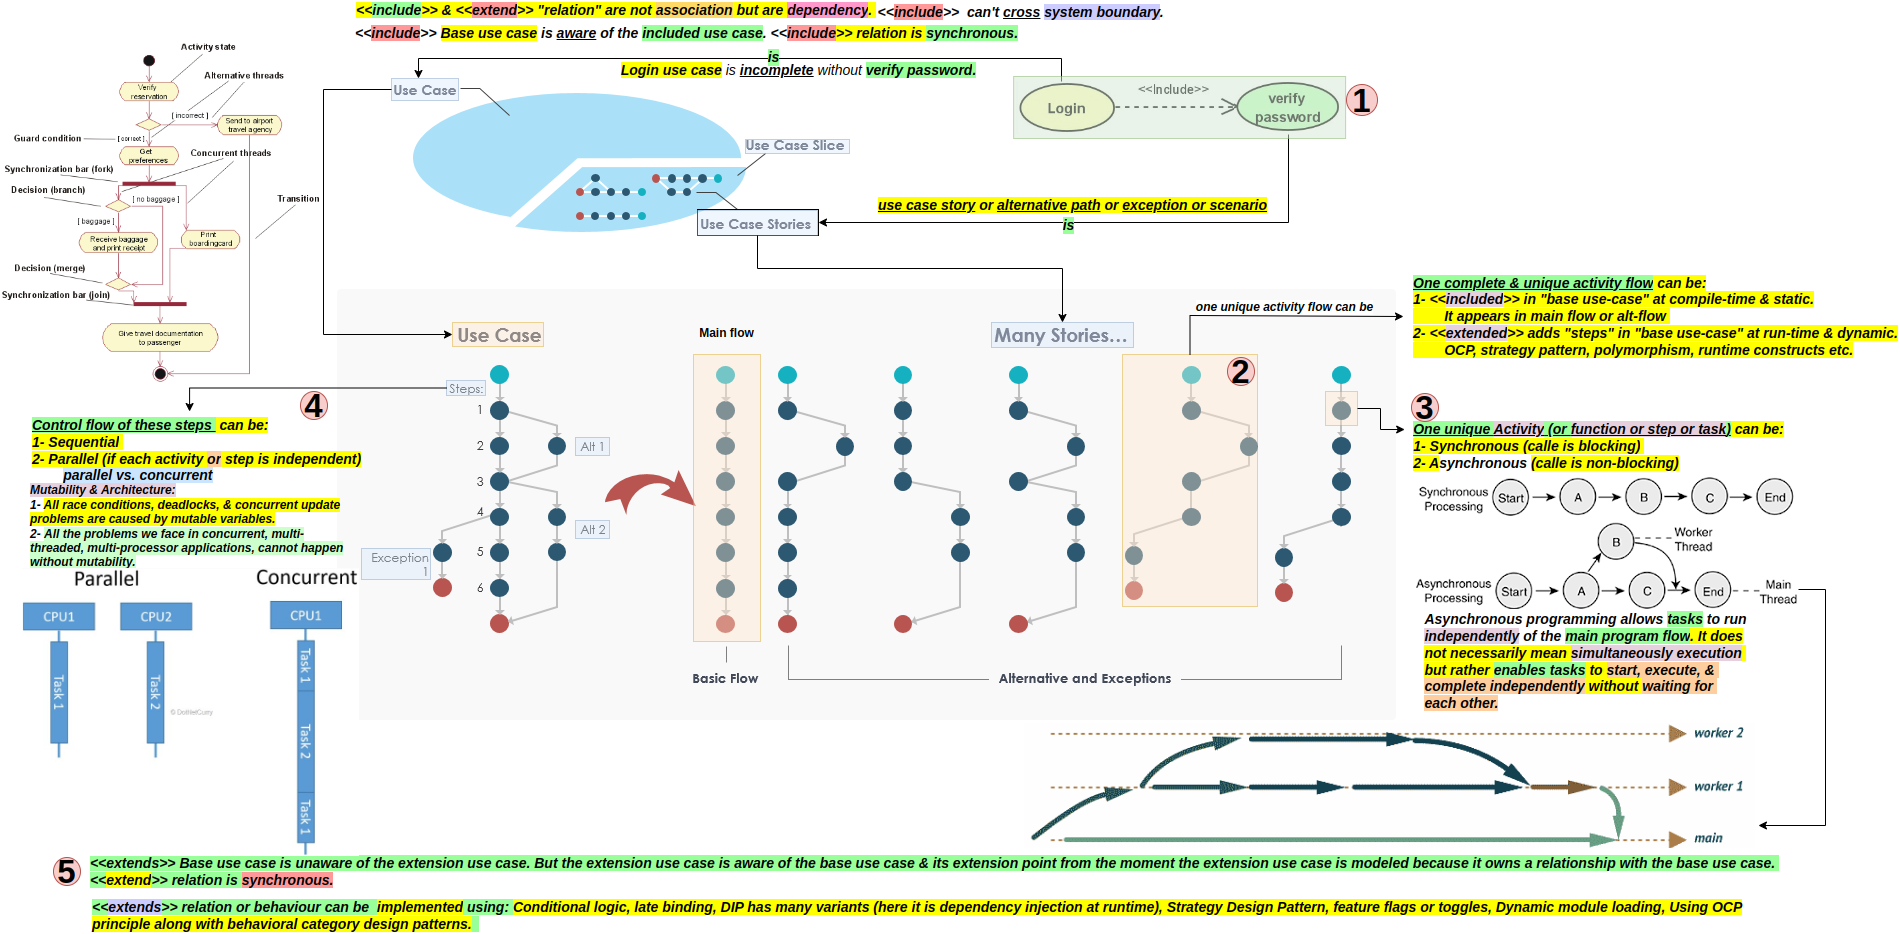 <<include>> & <<extend>> "relation" are not association but are dependency. <<include>> can't cross system boundary.
<<include>> Base use case is aware of the included use case. <<include>> relation is synchronous.
is
Login use case is incomplete without verify password.
Activity state
Alternative threads
Verify
reservation
[ incorrect ]
Send to airport
travel agency
Guard condition
[ correct ]
Get
preferences
Concurrent threads
Synchronization bar (fork)
Decision (branch)
[ no baggage ]
Transition
[ baggage ]
Receive baggage
and print receipt
Print
boardingcard
Decision (merge)
Synchronization bar (join)
Give travel documentation
to passenger
Use Case
Use Case Slice
Use Case Stories
Login
<<Include>>
verify
password
1
use case story or alternative path or exception or scenario
is
One complete & unique activity flow can be:
1- <<included>> in "base use-case" at compile-time & static.
It appears in main flow or alt-flow
2- <<extended>> adds "steps" in "base use-case" at run-time & dynamic.
OCP, strategy pattern, polymorphism, runtime constructs etc.
one unique activity flow can be
Use Case
Main flow
Many Stories...
2
Steps:
1
2
3
4
5
6
Alt 1
Alt 2
Exception
1
Basic Flow
Alternative and Exceptions
4
Control flow of these steps can be:
1- Sequential
2- Parallel (if each activity or step is independent)
parallel vs. concurrent
Mutability & Architecture:
1- All race conditions, deadlocks, & concurrent update
problems are caused by mutable variables.
2- All the problems we face in concurrent, multi-
threaded, multi-processor applications, cannot happen
without mutability.
Parallel
Concurrent
CPU1
CPU2
CPU1
Task 1
Task 2
Task 1
Task 2
Task 1
© DotNetCurry
3
One unique Activity (or function or step or task) can be:
1- Synchronous (calle is blocking)
2- Asynchronous (calle is non-blocking)
Synchronous
Processing
Start
A
B
C
End
B
Worker
Thread
Asynchronous
Processing
Start
A
C
End
Main
Thread
Asynchronous programming allows tasks to run
independently of the main program flow. It does
not necessarily mean simultaneously execution
but rather enables tasks to start, execute, &
complete independently without waiting for
each other.
worker 2
worker 1
main
5
<<extends>> Base use case is unaware of the extension use case. But the extension use case is aware of the base use case & its extension point from the moment the extension use case is modeled because it owns a relationship with the base use case.
<<extend>> relation is synchronous.
<<extends>> relation or behaviour can be implemented using: Conditional logic, late binding, DIP has many variants (here it is dependency injection at runtime), Strategy Design Pattern, feature flags or toggles, Dynamic module loading, Using OCP
principle along with behavioral category design patterns.